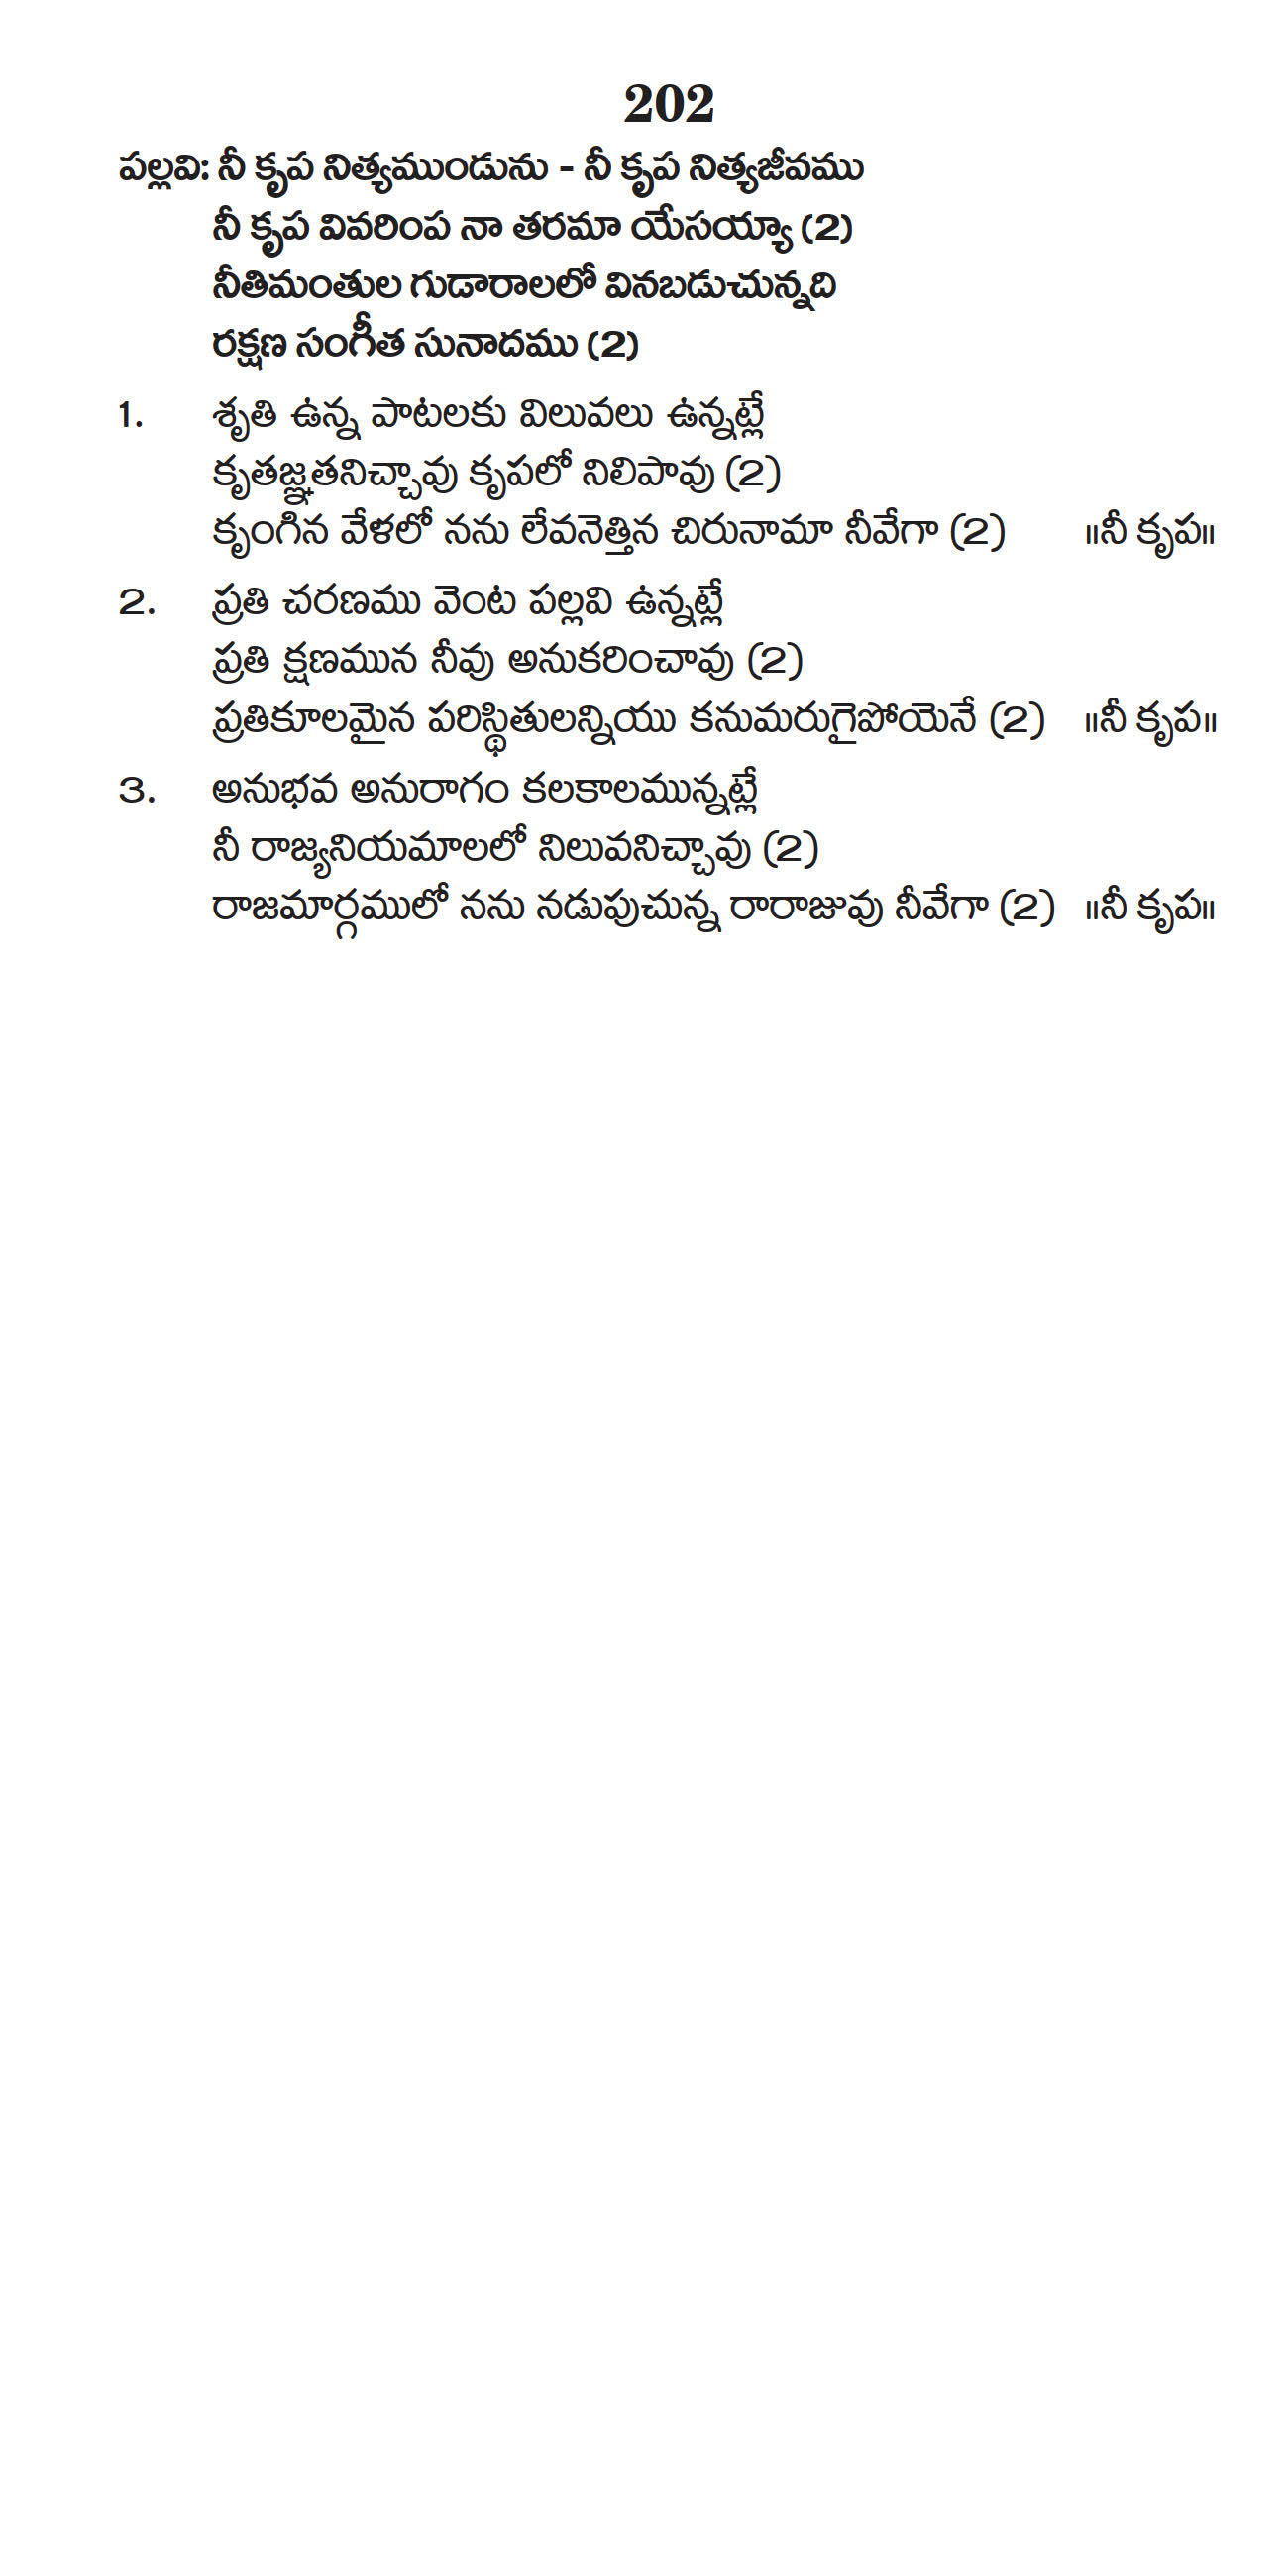 202
పల్లవి: నీ కృప నిత్యముండును - నీ కృప నిత్యజీవము
నీ కృప వివరింప నా తరమా యేసయ్యా (2)
నీతిమంతుల గుడారాలలో వినబడుచున్నది
రక్షణ సంగీత సునాదము (2)
1. శృతి ఉన్న పాటలకు విలువలు ఉన్నట్లే
కృతజ్ఞతనిచ్చావు కృపలో నిలిపావు (2)
కృంగిన వేళలో నను లేవనెత్తిన చిరునామా నీవేగా (2) ॥నీ కృప॥
2. ప్రతి చరణము వెంట పల్లవి ఉన్నట్లే
ప్రతి క్షణమున నీవు అనుకరించావు (2)
ప్రతికూలమైన పరిస్థితులన్నియు కనుమరుగైపోయెనే (2) ॥నీ కృప॥
3. అనుభవ అనురాగం కలకాలమున్నట్లే
నీ రాజ్యనియమాలలో నిలువనిచ్చావు (2)
రాజమార్గములో నను నడుపుచున్న రారాజువు నీవేగా (2) ॥నీ కృప॥